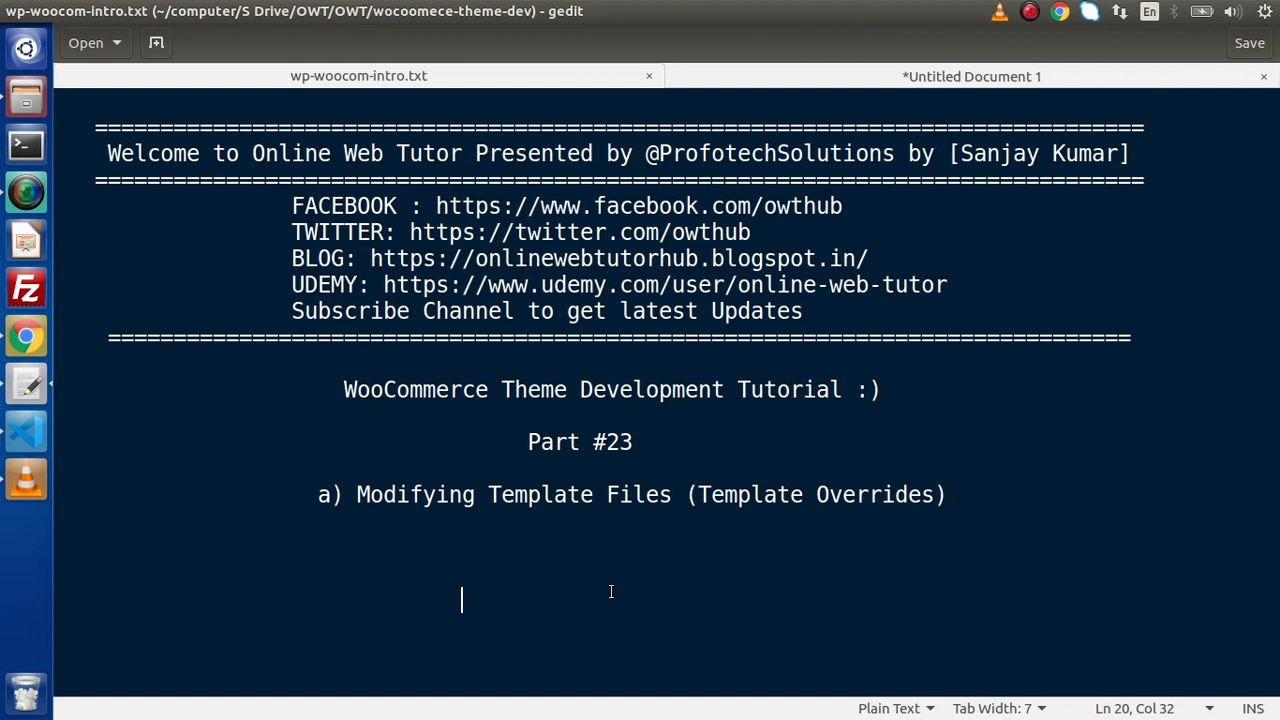 wp-woocom-intro.txt (~/computer/S Drive/OWT/OWT/wocoomece-theme-dev) - gedit
En
Open
Save
wp-woocom-intro.txt × *Untitled Document 1 ×
================================================================================
Welcome to Online Web Tutor Presented by @ProfotechSolutions by [Sanjay Kumar]
================================================================================
FACEBOOK : https://www.facebook.com/owthub
TWITTER: https://twitter.com/owthub
BLOG: https://onlinewebtutorhub.blogspot.in/
UDEMY: https://www.udemy.com/user/online-web-tutor
Subscribe Channel to get latest Updates
==============================================================================
WooCommerce Theme Development Tutorial :)
Part #23
a) Modifying Template Files (Template Overrides)
Fz
Plain Text Tab Width: 7 Ln 20, Col 32 INS